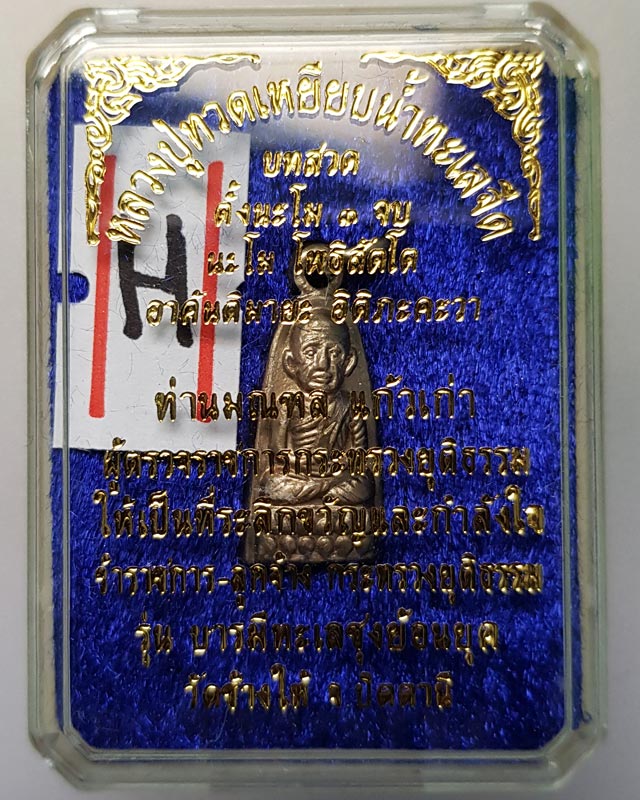 หลวงปู่ทวดเหยียบน้ำทะเลจืด
บทสวด
ตั้งนะโม ๓ จบ
นะโม โพธิสัตโต
อาคันติมายะ อิติภะคะวา
H
ท่านมณฑล แก้วเก่า
ผู้ตรวจราชการกระทรวงยุติธรรม
ให้เป็นที่ระลึกขวัญและกำลังใจ
ข้าราชการ-ลูกจ้าง กระทรวงยุติธรรม
รุ่น บารมีทะเลซุงย้อนยุค
วัดช้างให้ จ ปัตตานี